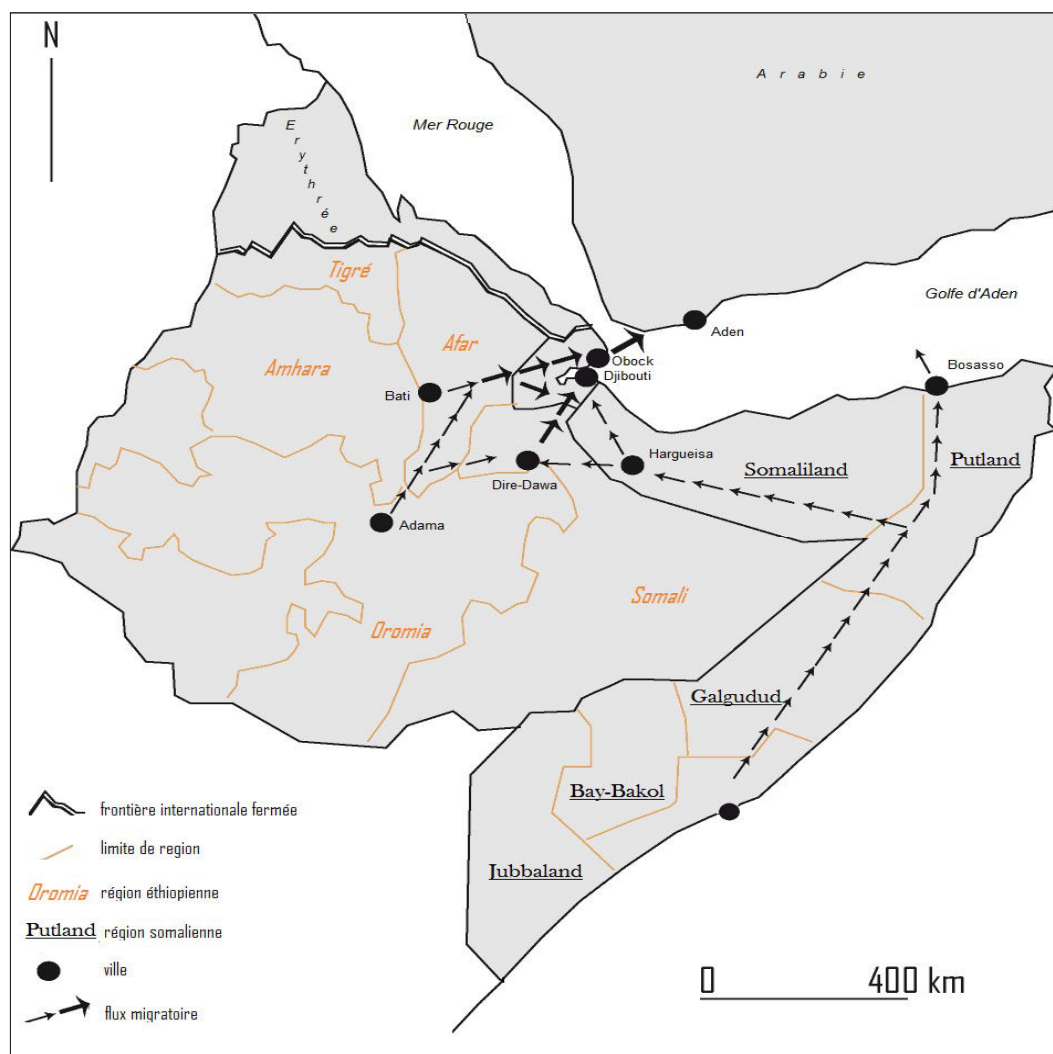 N
Arabie
Erythrée
Mer Rouge
Tigré
Golfe d'Aden
Aden
Afar
Obock
Djibouti
Amhara
Bati
Bosasso
Hargueisa
Somaliland
Putland
Dire-Dawa
Adama
Somali
Oromia
Galgudud
Bay-Bakol
Jubbaland
frontière internationale fermée
limite de region
Oromia région éthiopienne
Putland région somalienne
ville
flux migratoire
0 400 km